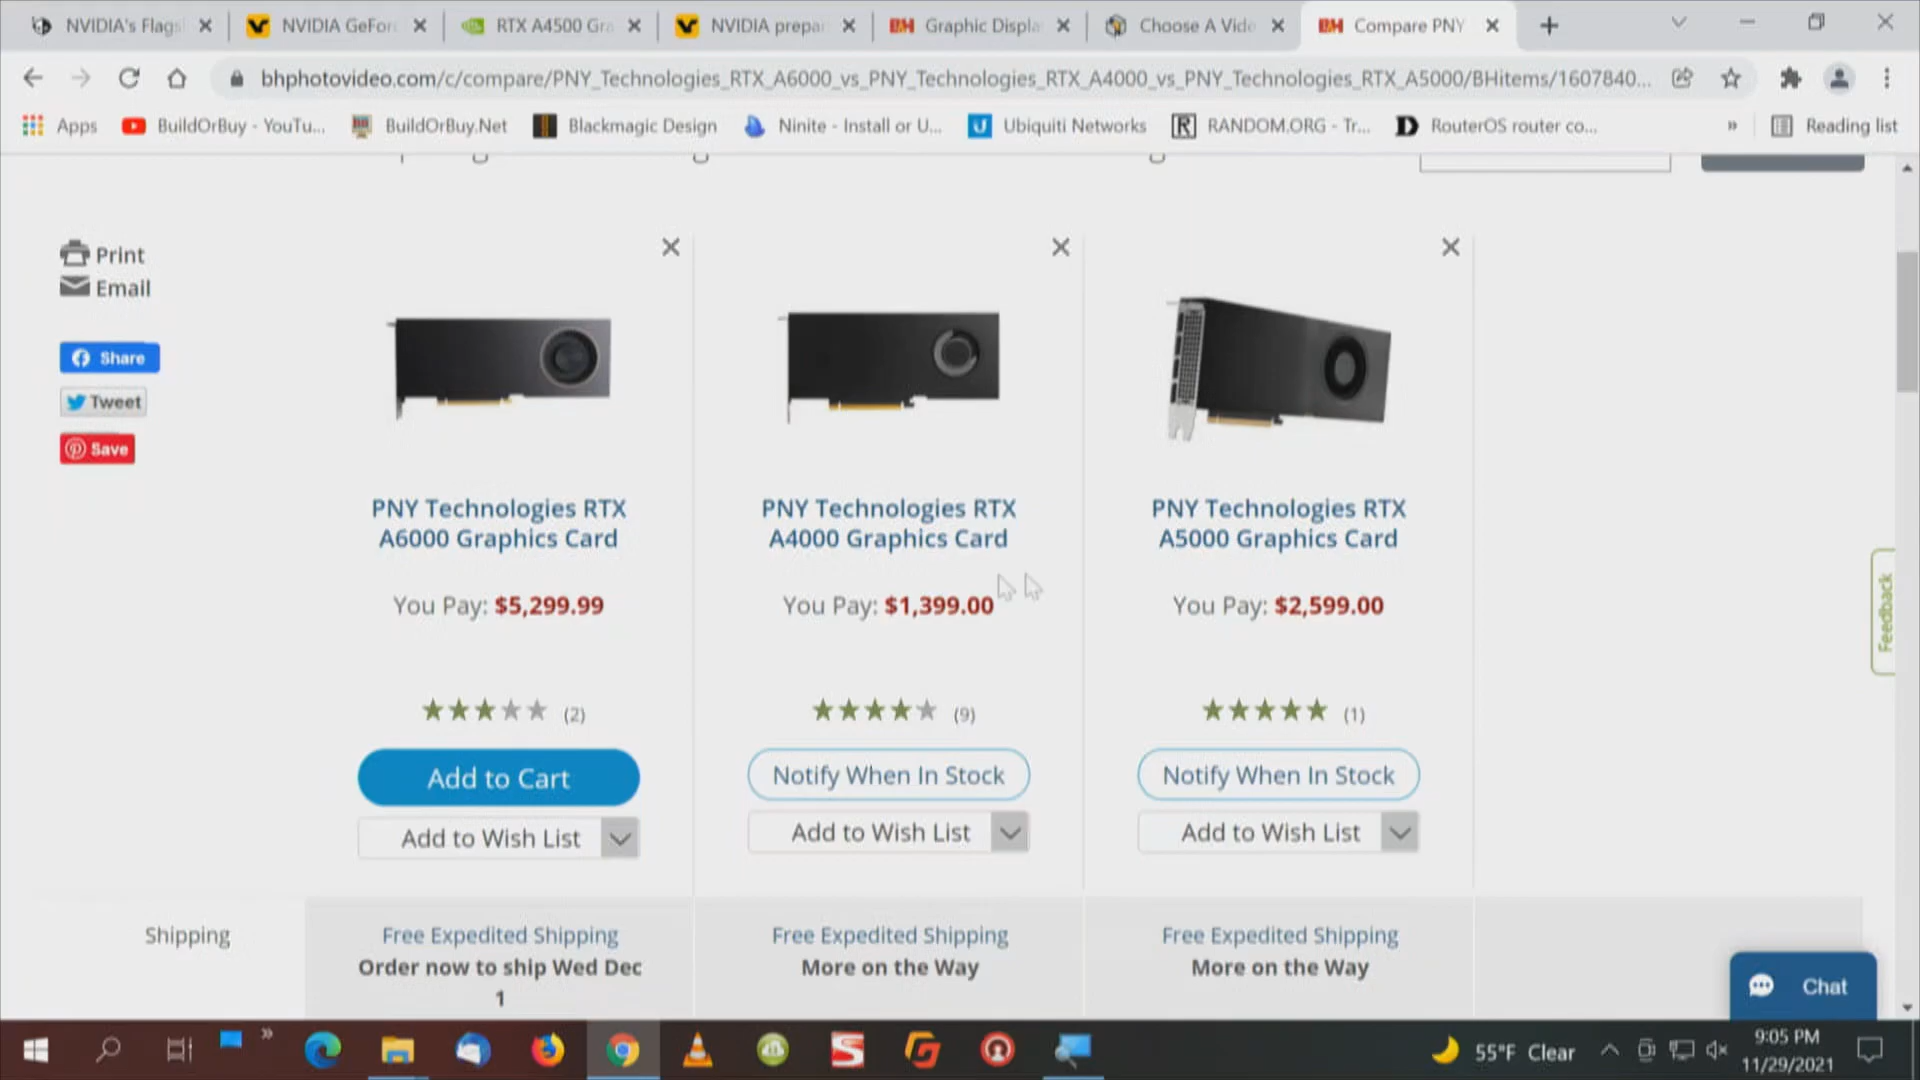 NVIDIA's Flags
NVIDIA GeFor
RTX A4500 Gra
NVIDIA prepar
Graphic Displa
Choose A Vide
Compare PNY
bhphotovideo.com/c/compare/PNY_Technologies_RTX_A6000_vs_PNY_Technologies_RTX_A4000_vs_PNY_Technologies_RTX_A5000/BHitems/1607840...
Apps
BuildOrBuy - YouTu...
BuildOrBuy.Net
Blackmagic Design
Ninite - Install or U...
Ubiquiti Networks
RANDOM.ORG - Tr...
RouterOS router co...
»
Reading list
Print
Email
Share
Tweet
Save
PNY Technologies RTX
A6000 Graphics Card
You Pay: $5,299.99
(2)
Add to Cart
Add to Wish List
PNY Technologies RTX
A4000 Graphics Card
You Pay: $1,399.00
(9)
Notify When In Stock
Add to Wish List
PNY Technologies RTX
A5000 Graphics Card
You Pay: $2,599.00
(1)
Notify When In Stock
Add to Wish List
Feedback
Shipping
Free Expedited Shipping
Order now to ship Wed Dec
1
Free Expedited Shipping
More on the Way
Free Expedited Shipping
More on the Way
Chat
55°F Clear
9:05 PM
11/29/2021